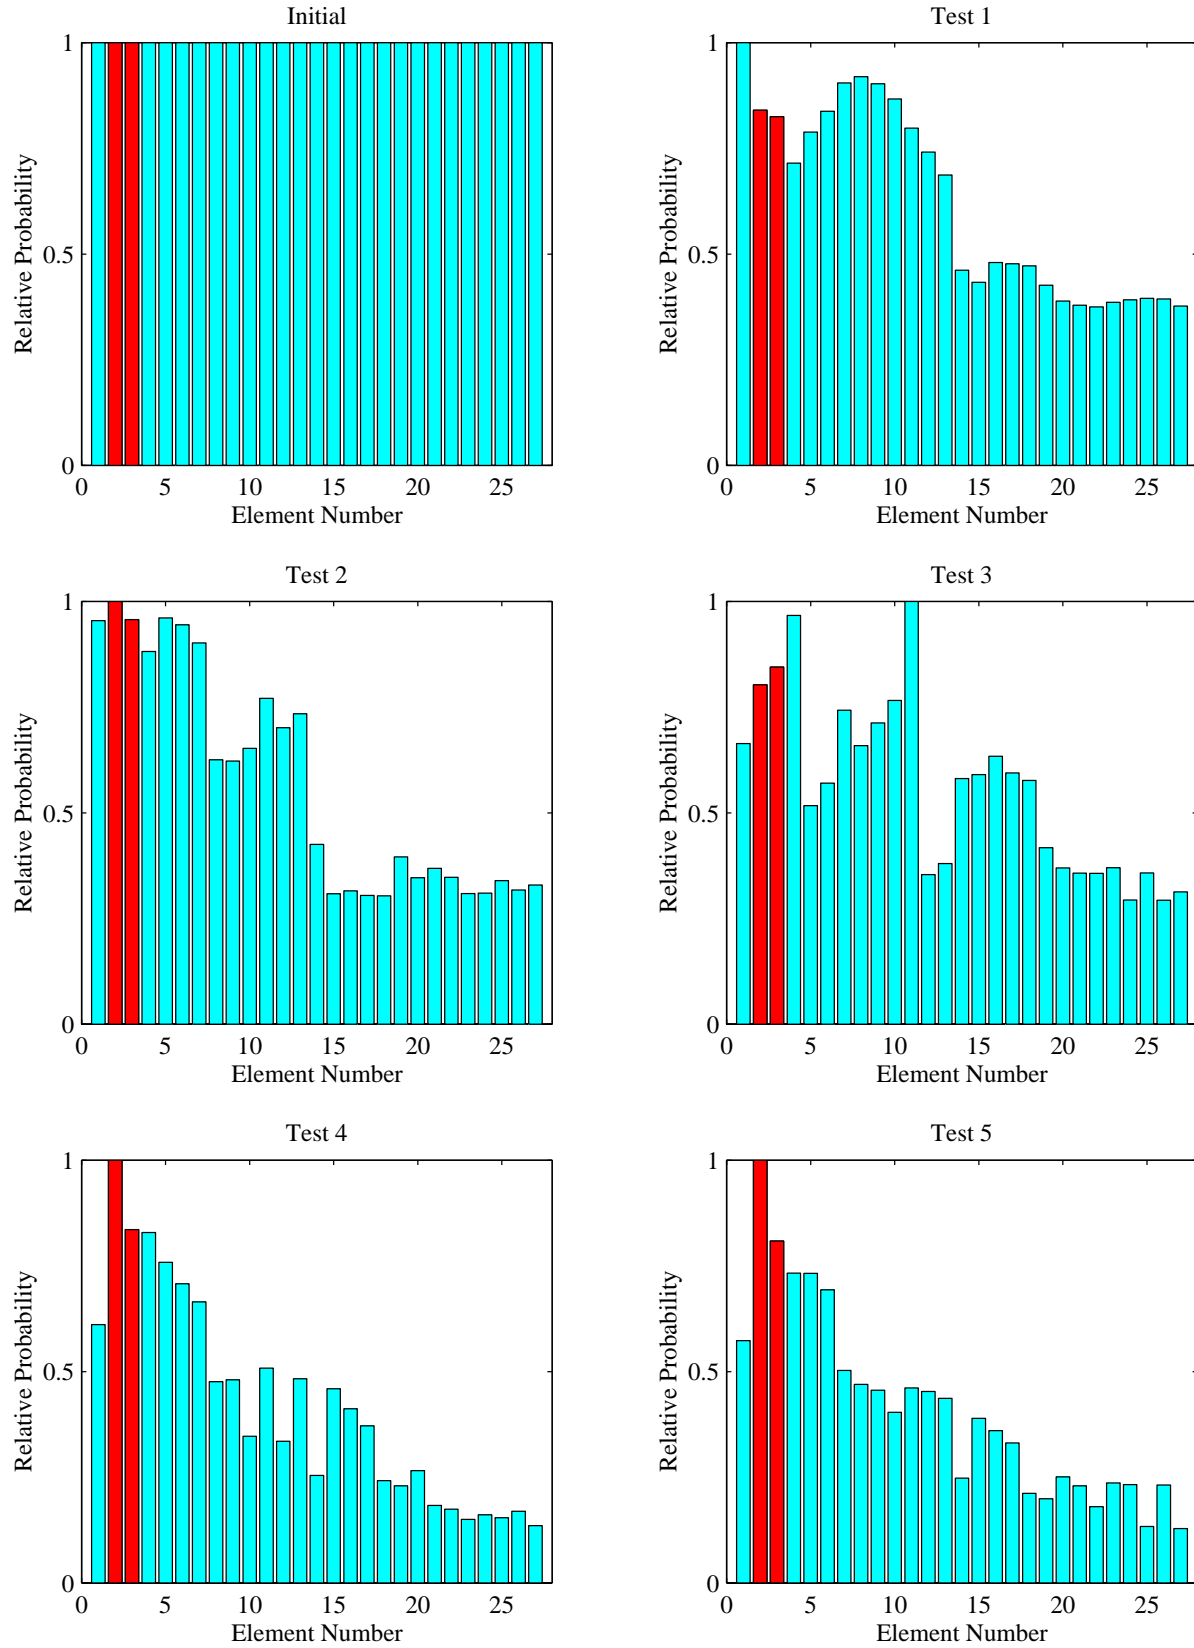 Initial
1
0.5
0
Relative Probability
0 5 10 15 20 25
Element Number
Test 1
1
0.5
0
Relative Probability
0 5 10 15 20 25
Element Number
Test 2
1
0.5
0
Relative Probability
0 5 10 15 20 25
Element Number
Test 3
1
0.5
0
Relative Probability
0 5 10 15 20 25
Element Number
Test 4
1
0.5
0
Relative Probability
0 5 10 15 20 25
Element Number
Test 5
1
0.5
0
Relative Probability
0 5 10 15 20 25
Element Number